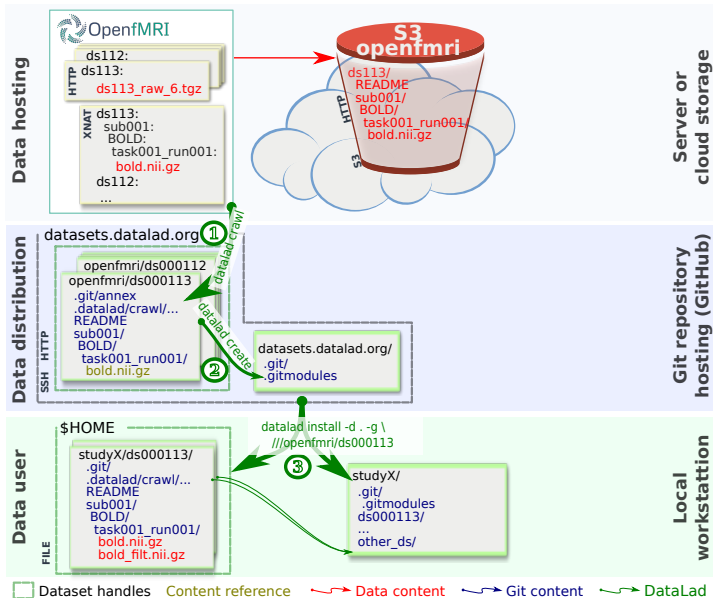 Data hosting
OpenfMRI
ds112:
HTTP
ds113:
ds113_raw_6.tgz
XNAT
ds113:
sub001:
BOLD:
task001_run001:
bold.nii.gz
ds112:
...
S3
openfmri
ds113/
README
sub001/
BOLD/
task001_run001/
bold.nii.gz
HTTP
S3
Server or
cloud storage
Data distribution
datasets.datalad.org
1
datalad crawl
openfmri/ds000112
openfmri/ds000113
.git/annex
.datalad/crawl/...
README
sub001/
BOLD/
task001_run001/
bold.nii.gz
SSH HTTP
2
datalad create
datasets.datalad.org/
.git/
.gitmodules
Git repository
hosting (GitHub)
Data user
$HOME
datalad install -d . -g \
///openfmri/ds000113
3
studyX/ds000113/
.git/
.datalad/crawl/...
README
sub001/
BOLD/
task001_run001/
bold.nii.gz
bold_filt.nii.gz
FILE
studyX/
.git/
.gitmodules
ds000113/
...
other_ds/
Local
workstattion
Dataset handles Content reference Data content Git content DataLad